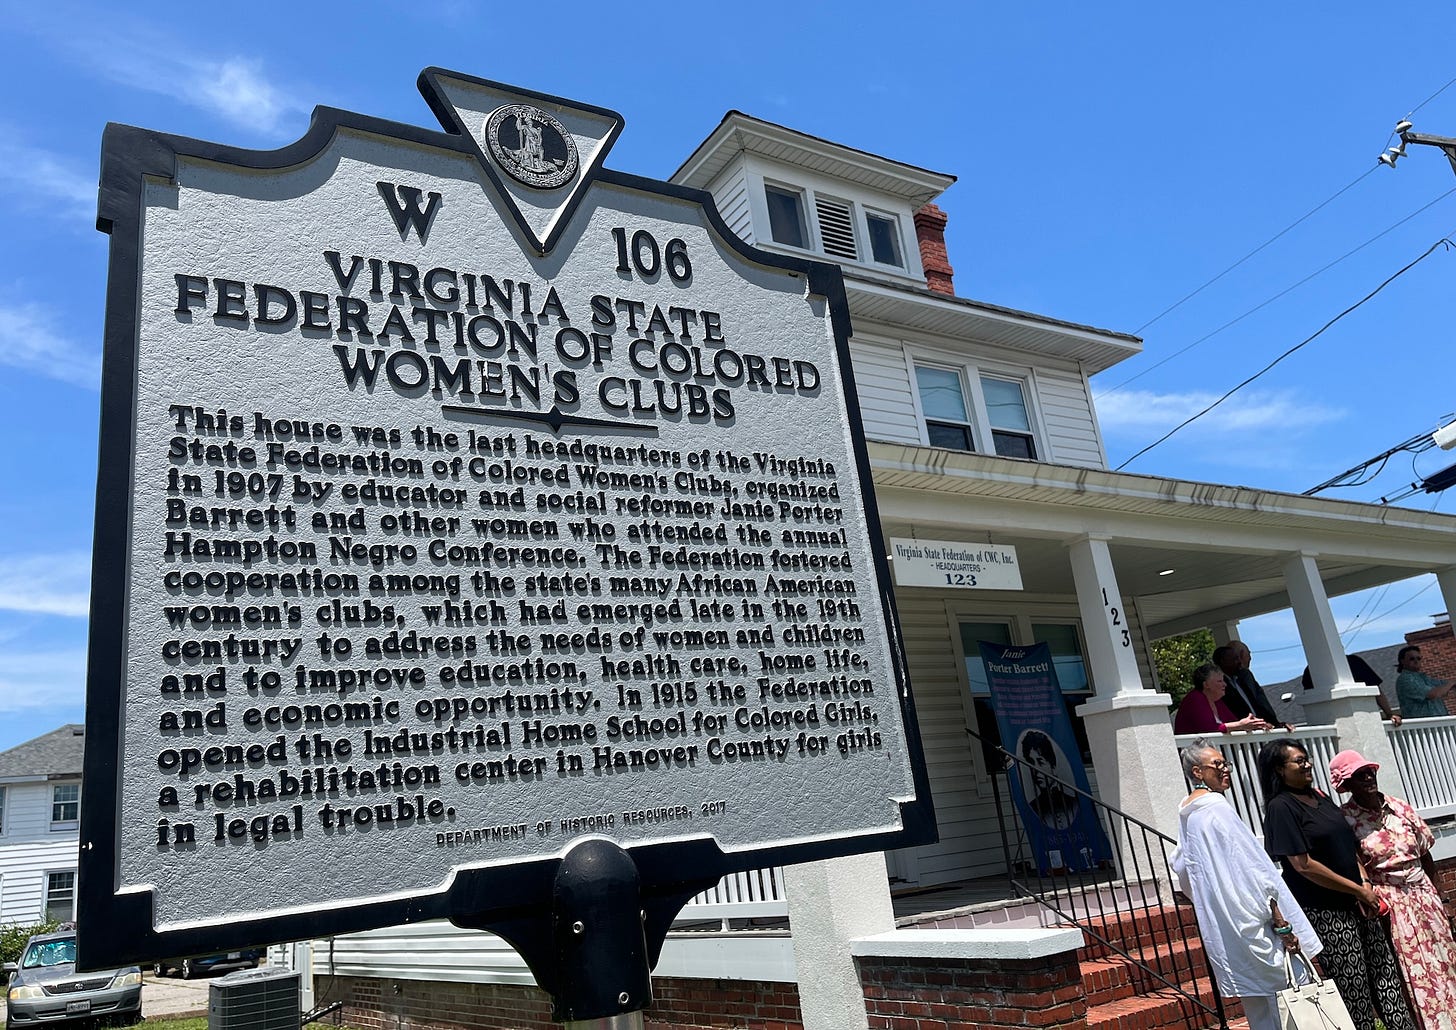 W
106
VIRGINIA STATE
FEDERATION OF COLORED
WOMEN'S CLUBS
This house was the last headquarters of the Virginia
State Federation of Colored Women's Clubs, organized
in 1907 by educator and social reformer Janie Porter
Barrett and other women who attended the annual
Hampton Negro Conference. The Federation fostered
cooperation among the state's many African American
women's clubs, which had emerged late in the 19th
century to address the needs of women and children
and to improve education, health care, home life,
and economic opportunity. In 1915 the Federation
opened the Industrial Home School for Colored Girls,
a rehabilitation center in Hanover County for girls
in legal trouble.
DEPARTMENT OF HISTORIC RESOURCES, 2017
Virginia State Federation of CWC, Inc.
- HEADQUARTERS -
123
123
Janie
Porter Barrett